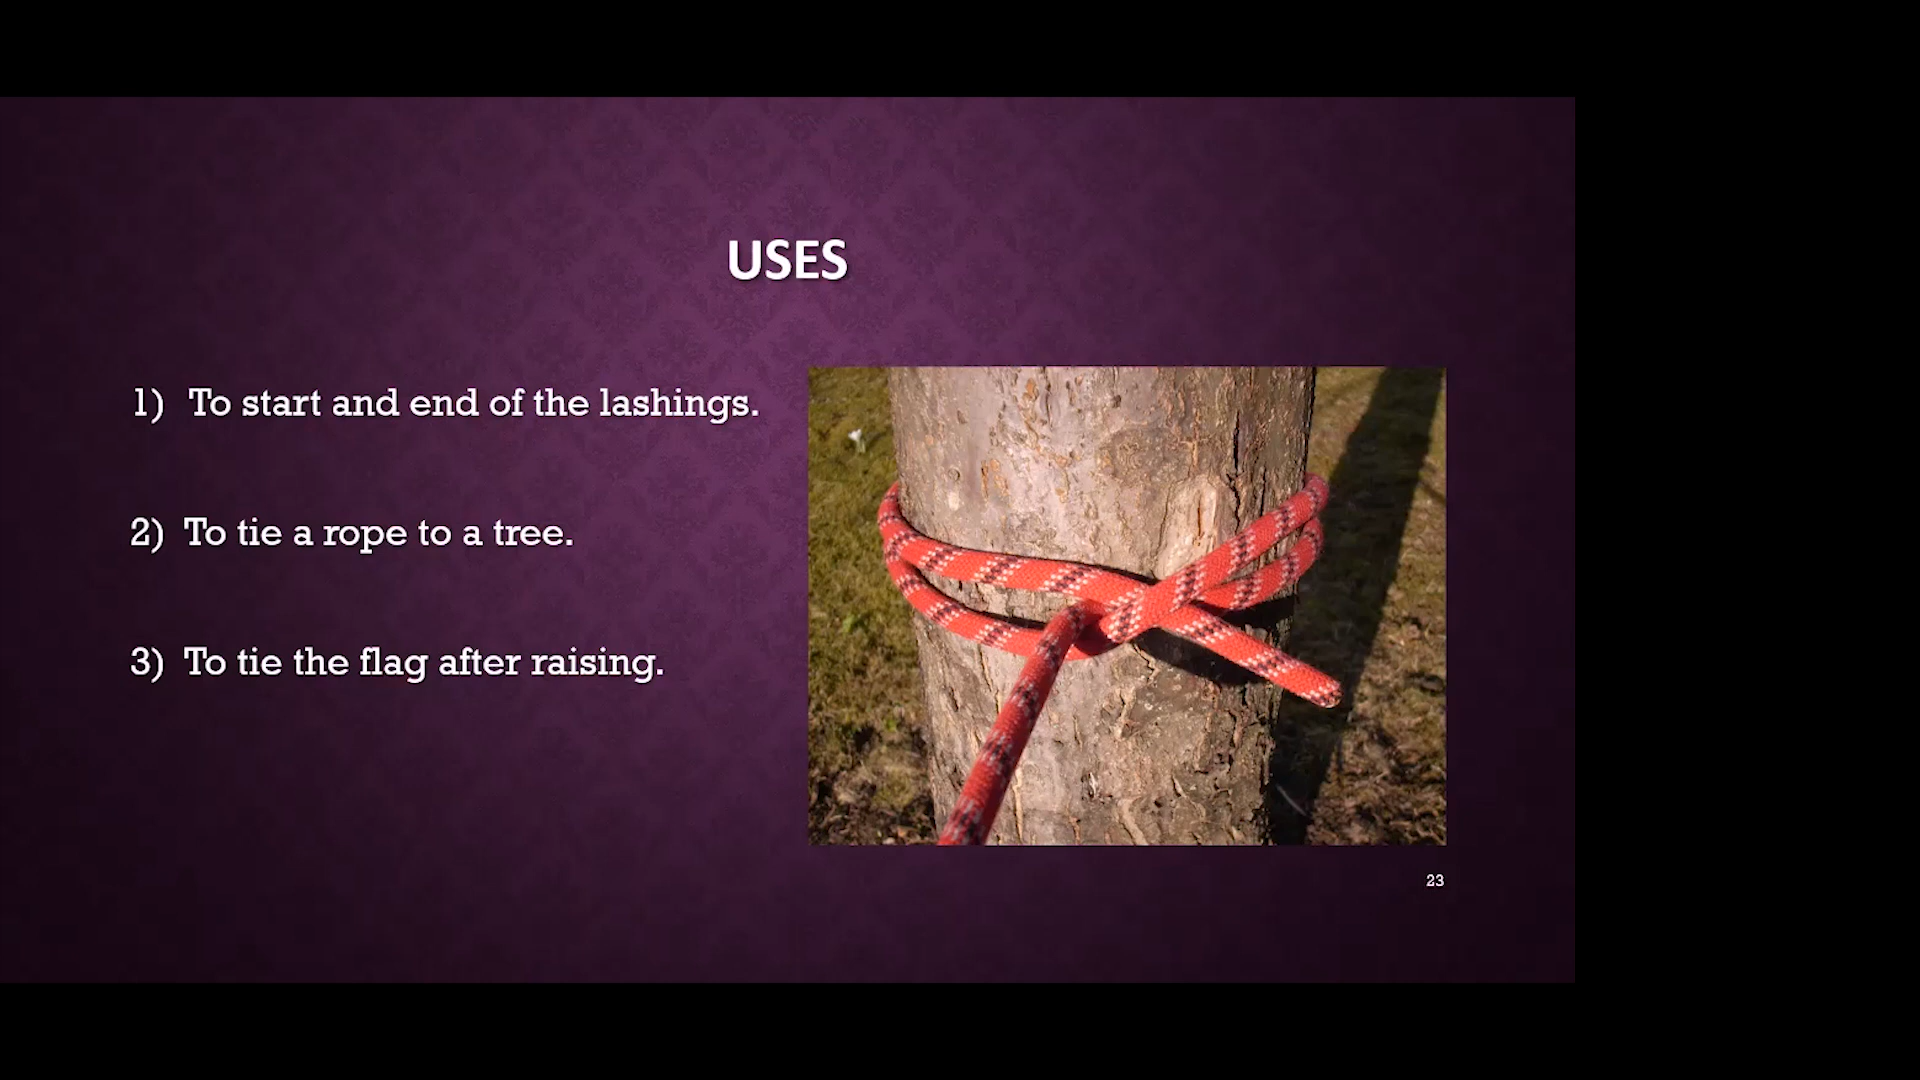 USES
1) To start and end of the lashings.
2) To tie a rope to a tree.
3) To tie the flag after raising.
23